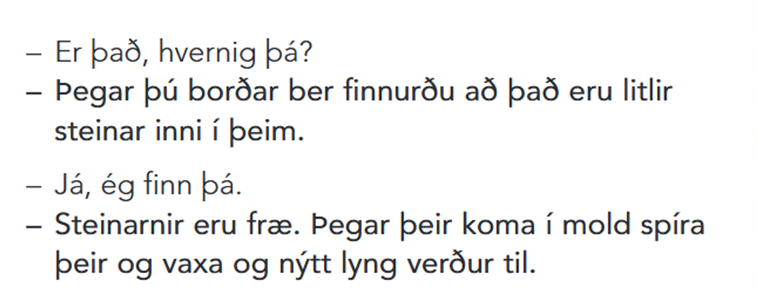 – Er það, hvernig þá?
– Þegar þú borðar ber finnurðu að það eru litlir
steinar inni í þeim.
– Já, ég finn þá.
– Steinarnir eru fræ. Þegar þeir koma í mold spíra
þeir og vaxa og nýtt lyng verður til.